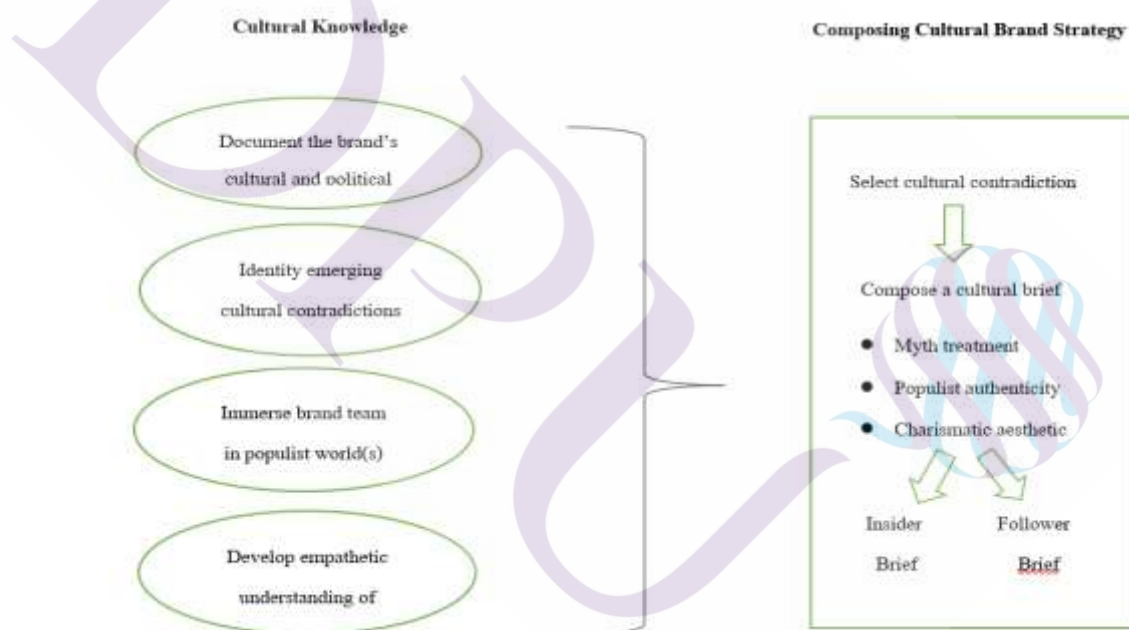 Cultural Knowledge
Document the brand's
cultural and political
Identity emerging
cultural contradictions
Immerse brand team
in populist world(s)
Develop empathetic
understanding of
Composing Cultural Brand Strategy
Select cultural contradiction
Compose a cultural brief
Myth treatment
Populist authenticity
Charismatic aesthetic
Insider
Brief
Follower
Brief
DPU